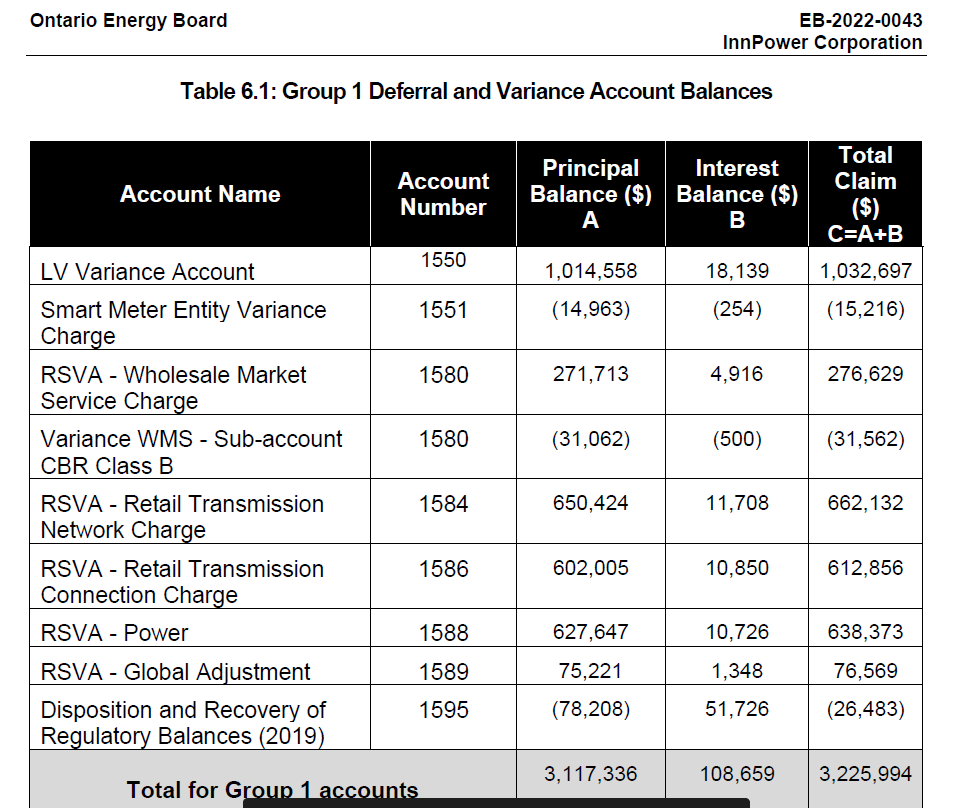 Ontario Energy Board
EB-2022-0043
InnPower Corporation
Table 6.1: Group 1 Deferral and Variance Account Balances
Account Name
Account
Number
Principal
Balance ($)
A
Interest
Balance ($)
B
Total
Claim
($)
C=A+B
LV Variance Account 1550 1,014,558 18,139 1,032,697
Smart Meter Entity Variance 1551 (14,963) (254) (15,216)
Charge
RSVA - Wholesale Market 1580 271,713 4,916 276,629
Service Charge
Variance WMS - Sub-account 1580 (31,062) (500) (31,562)
CBR Class B
RSVA - Retail Transmission 1584 650,424 11,708 662,132
Network Charge
RSVA - Retail Transmission 1586 602,005 10,850 612,856
Connection Charge
RSVA - Power 1588 627,647 10,726 638,373
RSVA - Global Adjustment 1589 75,221 1,348 76,569
Disposition and Recovery of 1595 (78,208) 51,726 (26,483)
Regulatory Balances (2019)
Total for Group 1 accounts 3,117,336 108,659 3,225,994